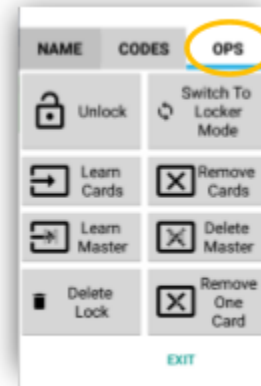 NAME CODES OPS
Unlock
Switch To
Locker
Mode
Learn
Cards
Remove
Cards
Learn
Master
Delete
Master
Delete
Lock
Remove
One
Card
EXIT